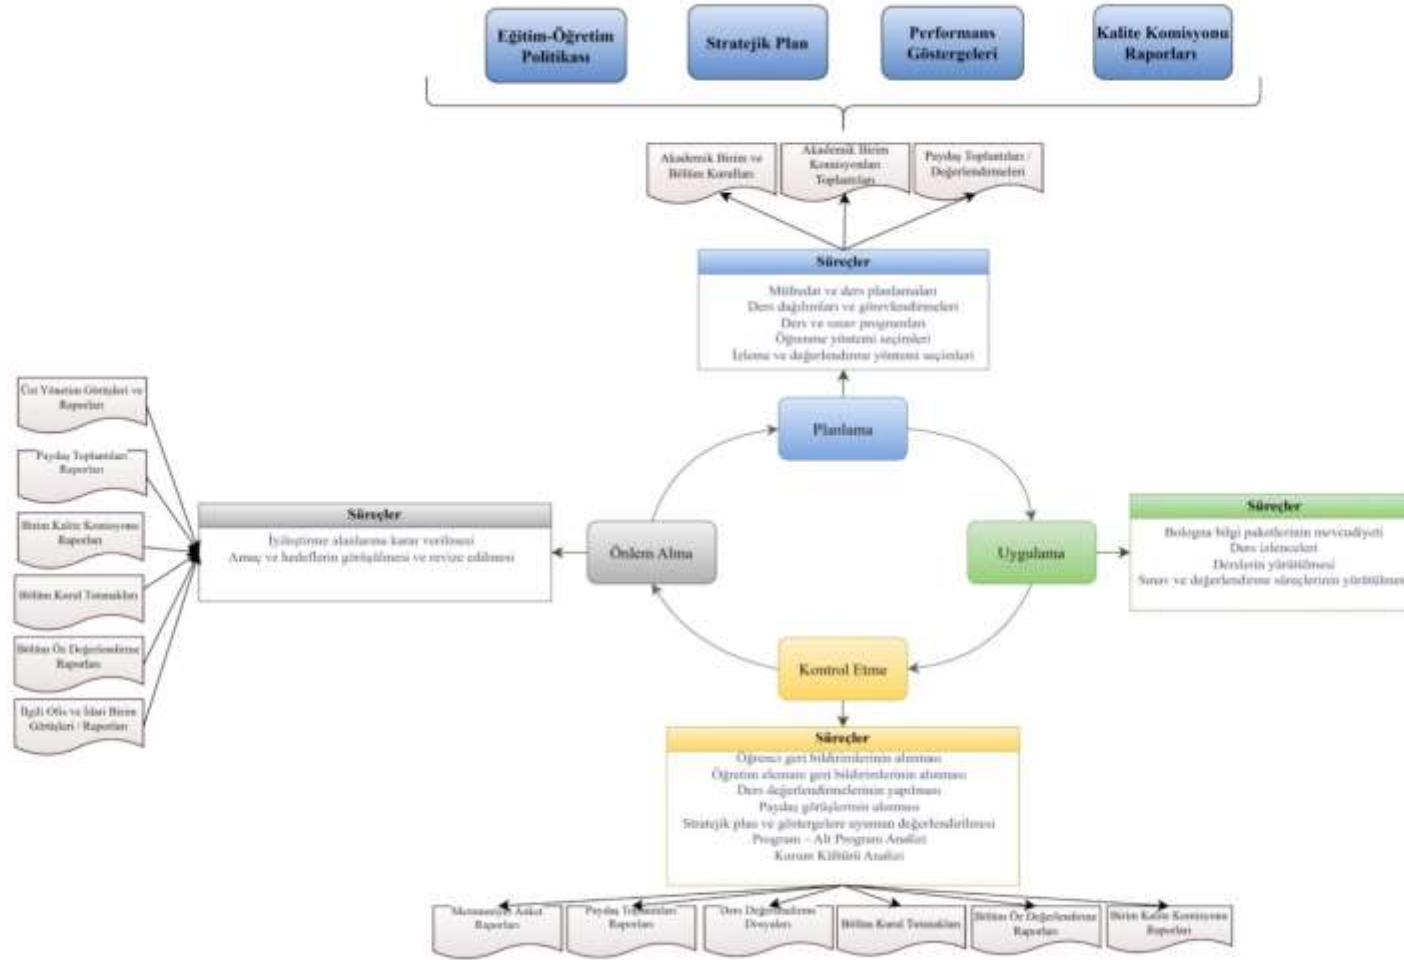 Eğitim-Öğretim
Politikası
Stratejik Plan
Performans
Göstergeleri
Kalite Komisyonu
Raporları
Akademik Birim ve
Bölüm Kurulları
Akademik Birim
Komisyonları
Toplantıları
Paydaş Toplantıları /
Değerlendirmeleri
Süreçler
Müfredat ve ders planlamaları
Ders dağılımları ve görevlendirmeleri
Ders ve sınav programları
Öğrenme yöntemi seçimleri
İzleme ve değerlendirme yöntemi seçimleri
Planlama
Üst Yönetim Görüşleri ve
Raporları
Paydaş Toplantıları
Raporları
Birim Kalite Komisyonu
Raporları
Bölüm Kurul Tutanakları
Bölüm Öz Değerlendirme
Raporları
İlgili Ofis ve İdari Birim
Görüşleri / Raporları
Süreçler
İyileştirme alanlarına karar verilmesi
Amaç ve hedeflerin görüşülmesi ve revize edilmesi
Önlem Alma
Uygulama
Süreçler
Bologna bilgi paketlerinin mevcudiyeti
Ders izlenceleri
Derslerin yürütülmesi
Sınav ve değerlendirme süreçlerinin yürütülmesi
Kontrol Etme
Süreçler
Öğrenci geri bildirimlerinin alınması
Öğretim elemanı geri bildirimlerinin alınması
Ders değerlendirmelerinin yapılması
Paydaş görüşlerinin alınması
Stratejik plan ve göstergelere uyumun değerlendirilmesi
Program – Alt Program Analizi
Kurum Kültürü Analizi
Memnuniyet Anket
Raporları
Paydaş Toplantıları
Raporları
Ders Değerlendirme
Dosyaları
Bölüm Kurul Tutanakları
Bölüm Öz Değerlendirme
Raporları
Birim Kalite Komisyonu
Raporları